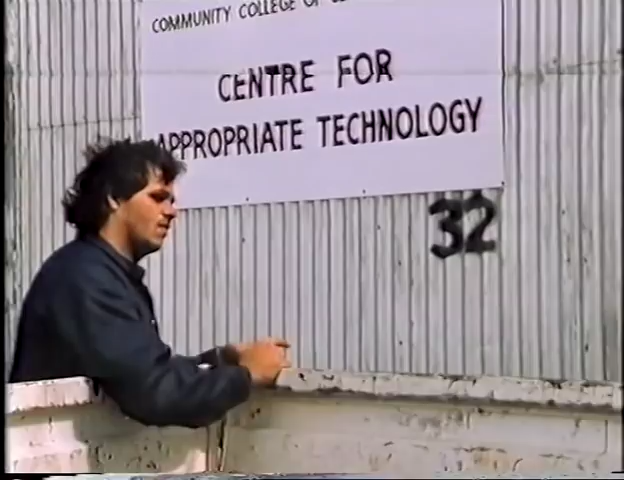 COMMUNITY COLLEGE OF
CENTRE FOR
APPROPRIATE TECHNOLOGY
32